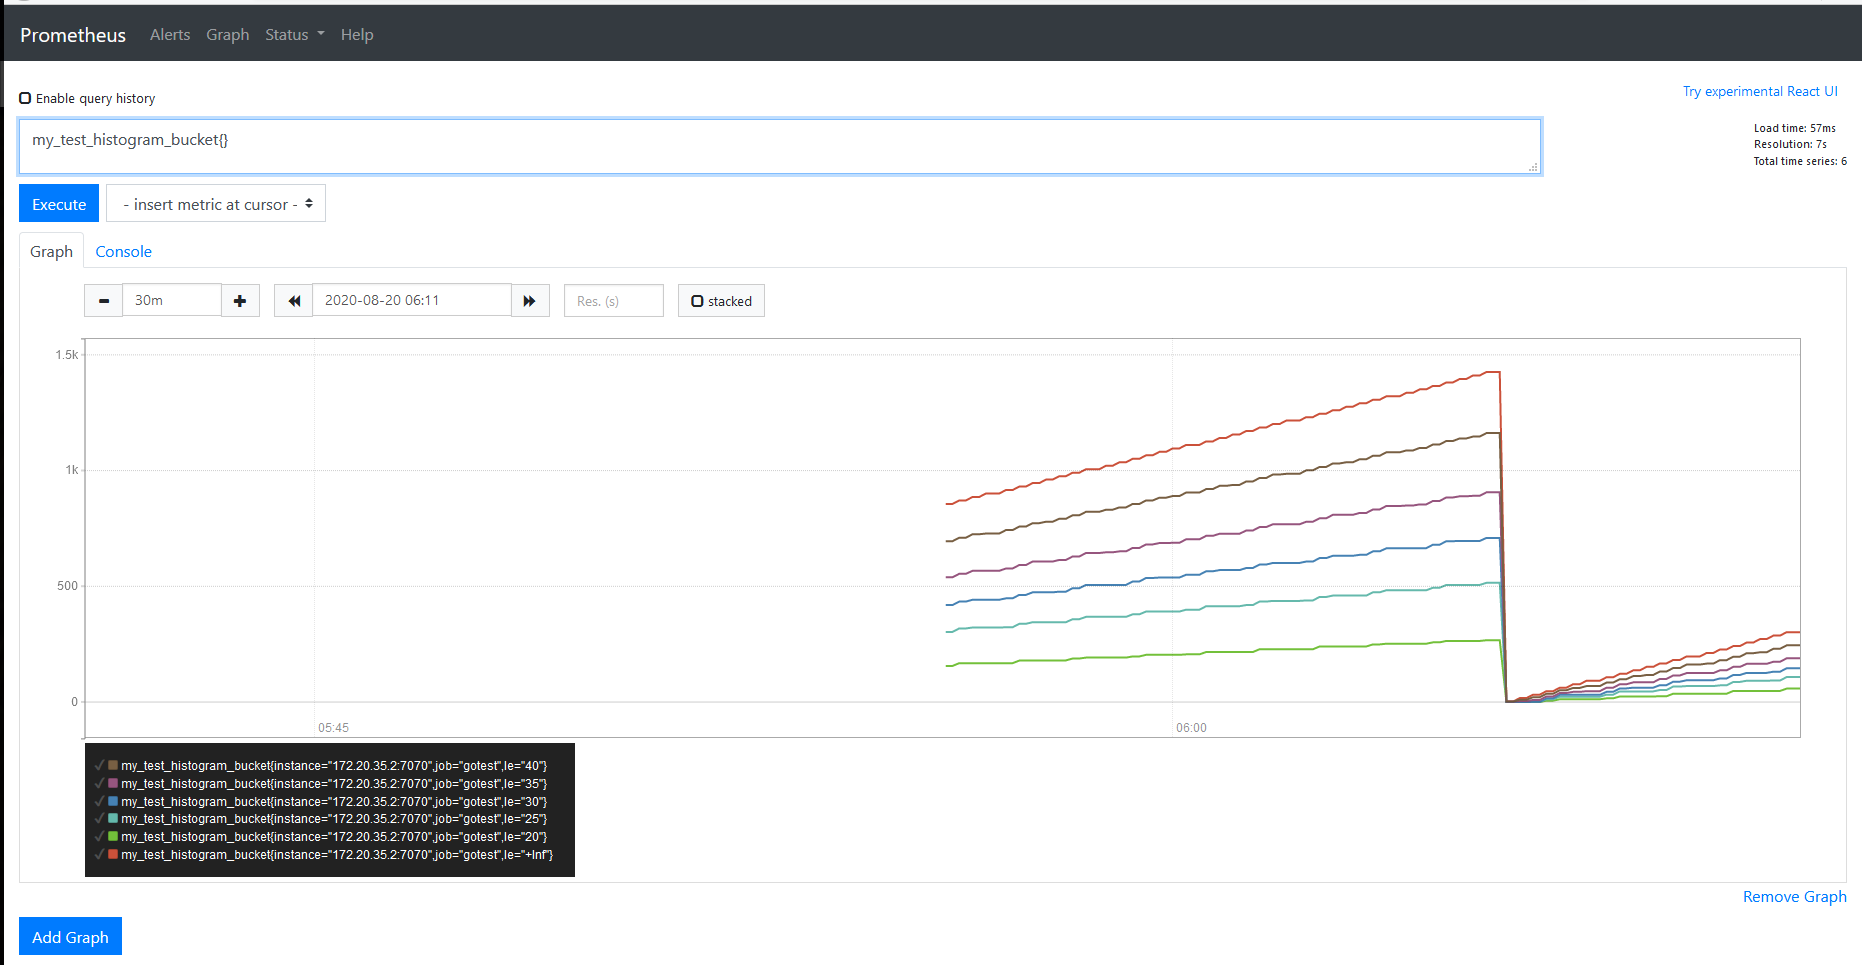 Prometheus Alerts Graph Status Help
Enable query history
Try experimental React UI
my_test_histogram_bucket{}
Load time: 57ms
Resolution: 7s
Total time series: 6
Execute
- insert metric at cursor -
Graph Console
30m
2020-08-20 06:11
Res. (s)
stacked
1.5k
1k
500
0
05:45
06:00
my_test_histogram_bucket{instance="172.20.35.2:7070",job="gotest",le="40"}
my_test_histogram_bucket{instance="172.20.35.2:7070",job="gotest",le="35"}
my_test_histogram_bucket{instance="172.20.35.2:7070",job="gotest",le="30"}
my_test_histogram_bucket{instance="172.20.35.2:7070",job="gotest",le="25"}
my_test_histogram_bucket{instance="172.20.35.2:7070",job="gotest",le="20"}
my_test_histogram_bucket{instance="172.20.35.2:7070",job="gotest",le="+Inf"}
Remove Graph
Add Graph